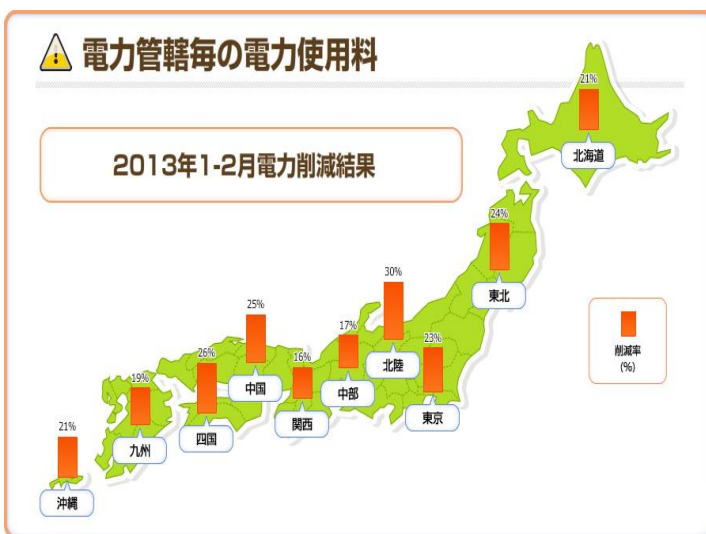 電力管轄毎の電力使用料
2013年1-2月電力削減結果
21%
北海道
24%
東北
30%
北陸
25%
中国
17%
中部
23%
東京
26%
四国
16%
関西
19%
九州
21%
沖縄
削減率
(%)